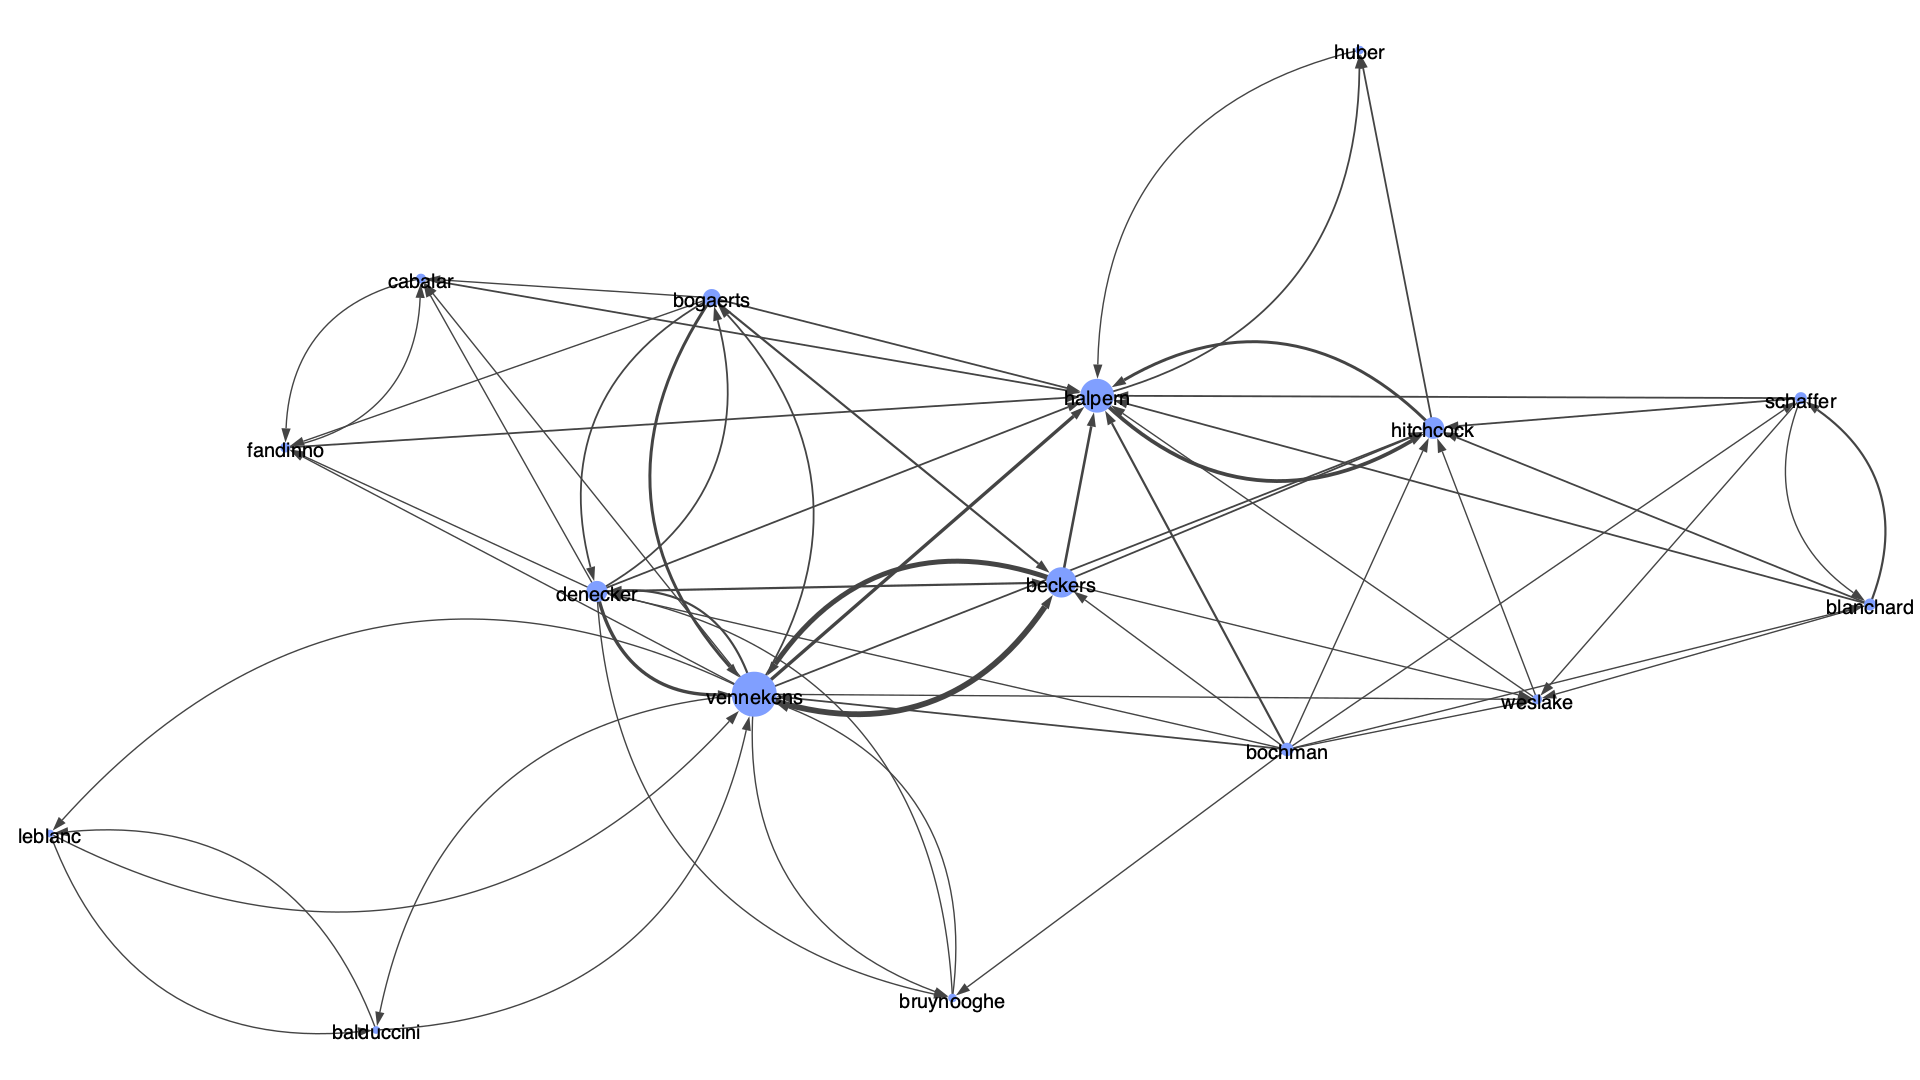 huber
cabalar
bogaerts
halpern
schaffer
hitchcock
fandinno
beckers
denecker
blanchard
vennekens
weslake
bochman
leblanc
bruynooghe
balduccini